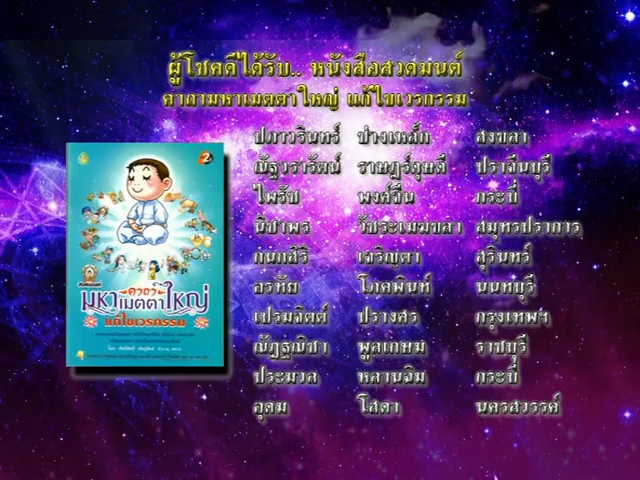 ผู้โชคดีได้รับ.. หนังสือสวดมนต์
คาถามหาเมตตาใหญ่ แก้ไขเวรกรรม
ปภาวรินทร์ ช่างเหล็ก สงขลา
ณัฐวรารัตน์ ราษฎร์ดุษดี ปราจีนบุรี
ไพรัช พงศ์จีน กระบี่
นิชาพร วัชระเมฆขลา สมุทรปราการ
กนกสิริ เจริญตา สุรินทร์
อรทัย โภคพินท์ นนทบุรี
เปรมจิตต์ ปรางศร กรุงเทพฯ
ณัฏฐณิชา พูลเกษม ราชบุรี
ประมวล หลานจิม กระบี่
อุดม โสดา นครสวรรค์
2
คาถา
มหาเมตตาใหญ่
แก้ไขเวรกรรม